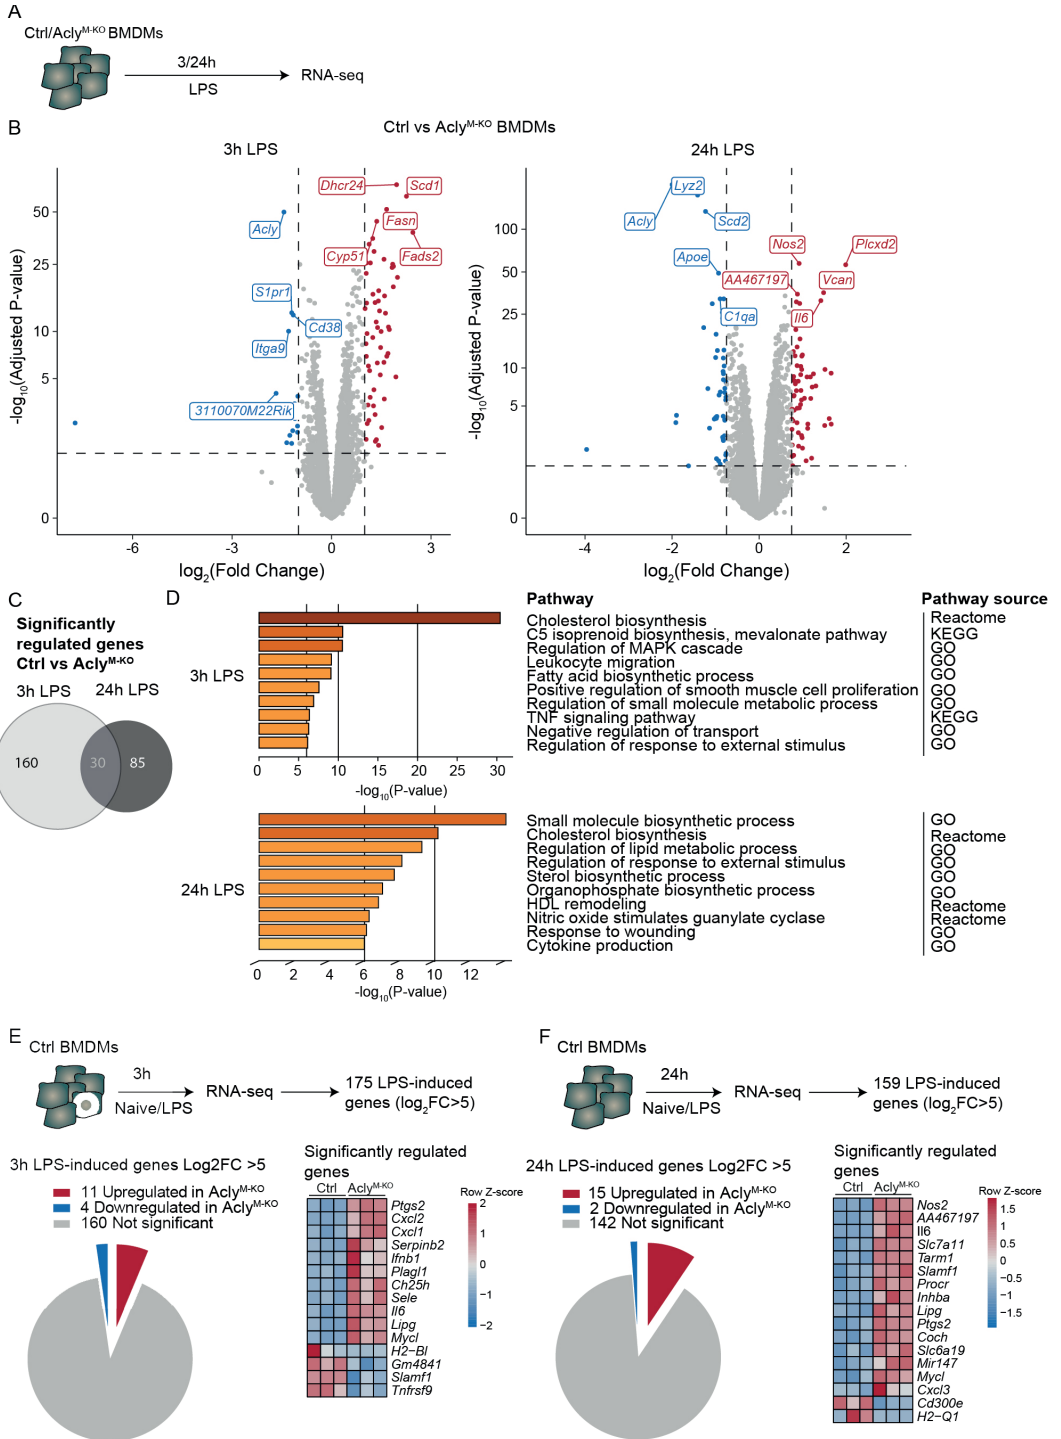 A
Ctrl/Acly^M-KO BMDMs
3/24h
LPS
RNA-seq
B
Ctrl vs Acly^M-KO BMDMs
3h LPS
24h LPS
-log10(Adjusted P-value)
50
25
10
5
0
-6
-3
0
3
log2(Fold Change)
Dhcr24
Scd1
Acly
Fasn
Cyp51
Fads2
S1pr1
Cd38
Itga9
3110070M22Rik
-log10(Adjusted P-value)
100
50
25
10
5
0
-4
-2
0
2
log2(Fold Change)
Lyz2
Acly
Scd2
Apoe
Nos2
Plcxd2
AA467197
Vcan
C1qa
Il6
C
Significantly
regulated genes
Ctrl vs Acly^M-KO
3h LPS
24h LPS
160
30
85
D
Pathway
Pathway source
3h LPS
Cholesterol biosynthesis
Reactome
C5 isoprenoid biosynthesis, mevalonate pathway
KEGG
Regulation of MAPK cascade
GO
Leukocyte migration
GO
Fatty acid biosynthetic process
GO
Positive regulation of smooth muscle cell proliferation
GO
Regulation of small molecule metabolic process
GO
TNF signaling pathway
KEGG
Negative regulation of transport
GO
Regulation of response to external stimulus
GO
0 5 10 15 20 25 30
-log10(P-value)
24h LPS
Small molecule biosynthetic process
GO
Cholesterol biosynthesis
Reactome
Regulation of lipid metabolic process
GO
Regulation of response to external stimulus
GO
Sterol biosynthetic process
GO
Organophosphate biosynthetic process
GO
HDL remodeling
Reactome
Nitric oxide stimulates guanylate cyclase
Reactome
Response to wounding
GO
Cytokine production
GO
0 2 4 6 8 10 12
-log10(P-value)
E
Ctrl BMDMs
3h
Naive/LPS
RNA-seq
175 LPS-induced
genes (log2FC>5)
3h LPS-induced genes Log2FC >5
11 Upregulated in Acly^M-KO
4 Downregulated in Acly^M-KO
160 Not significant
Significantly regulated
genes
Ctrl
Acly^M-KO
Ptgs2
Cxcl2
Cxcl1
Serpinb2
Ifnb1
Plagl1
Ch25h
Sele
Il6
Lipg
Mycl
H2−Bl
Gm4841
Slamf1
Tnfrsf9
Row Z-score
2
1
0
−1
−2
F
Ctrl BMDMs
24h
Naive/LPS
RNA-seq
159 LPS-induced
genes (log2FC>5)
24h LPS-induced genes Log2FC >5
15 Upregulated in Acly^M-KO
2 Downregulated in Acly^M-KO
142 Not significant
Significantly regulated
genes
Ctrl
Acly^M-KO
Nos2
AA467197
Il6
Slc7a11
Tarm1
Slamf1
Procr
Inhba
Lipg
Ptgs2
Coch
Slc6a19
Mir147
Mycl
Cxcl3
Cd300e
H2−Q1
Row Z-score
1.5
1
0.5
0
−0.5
−1
−1.5